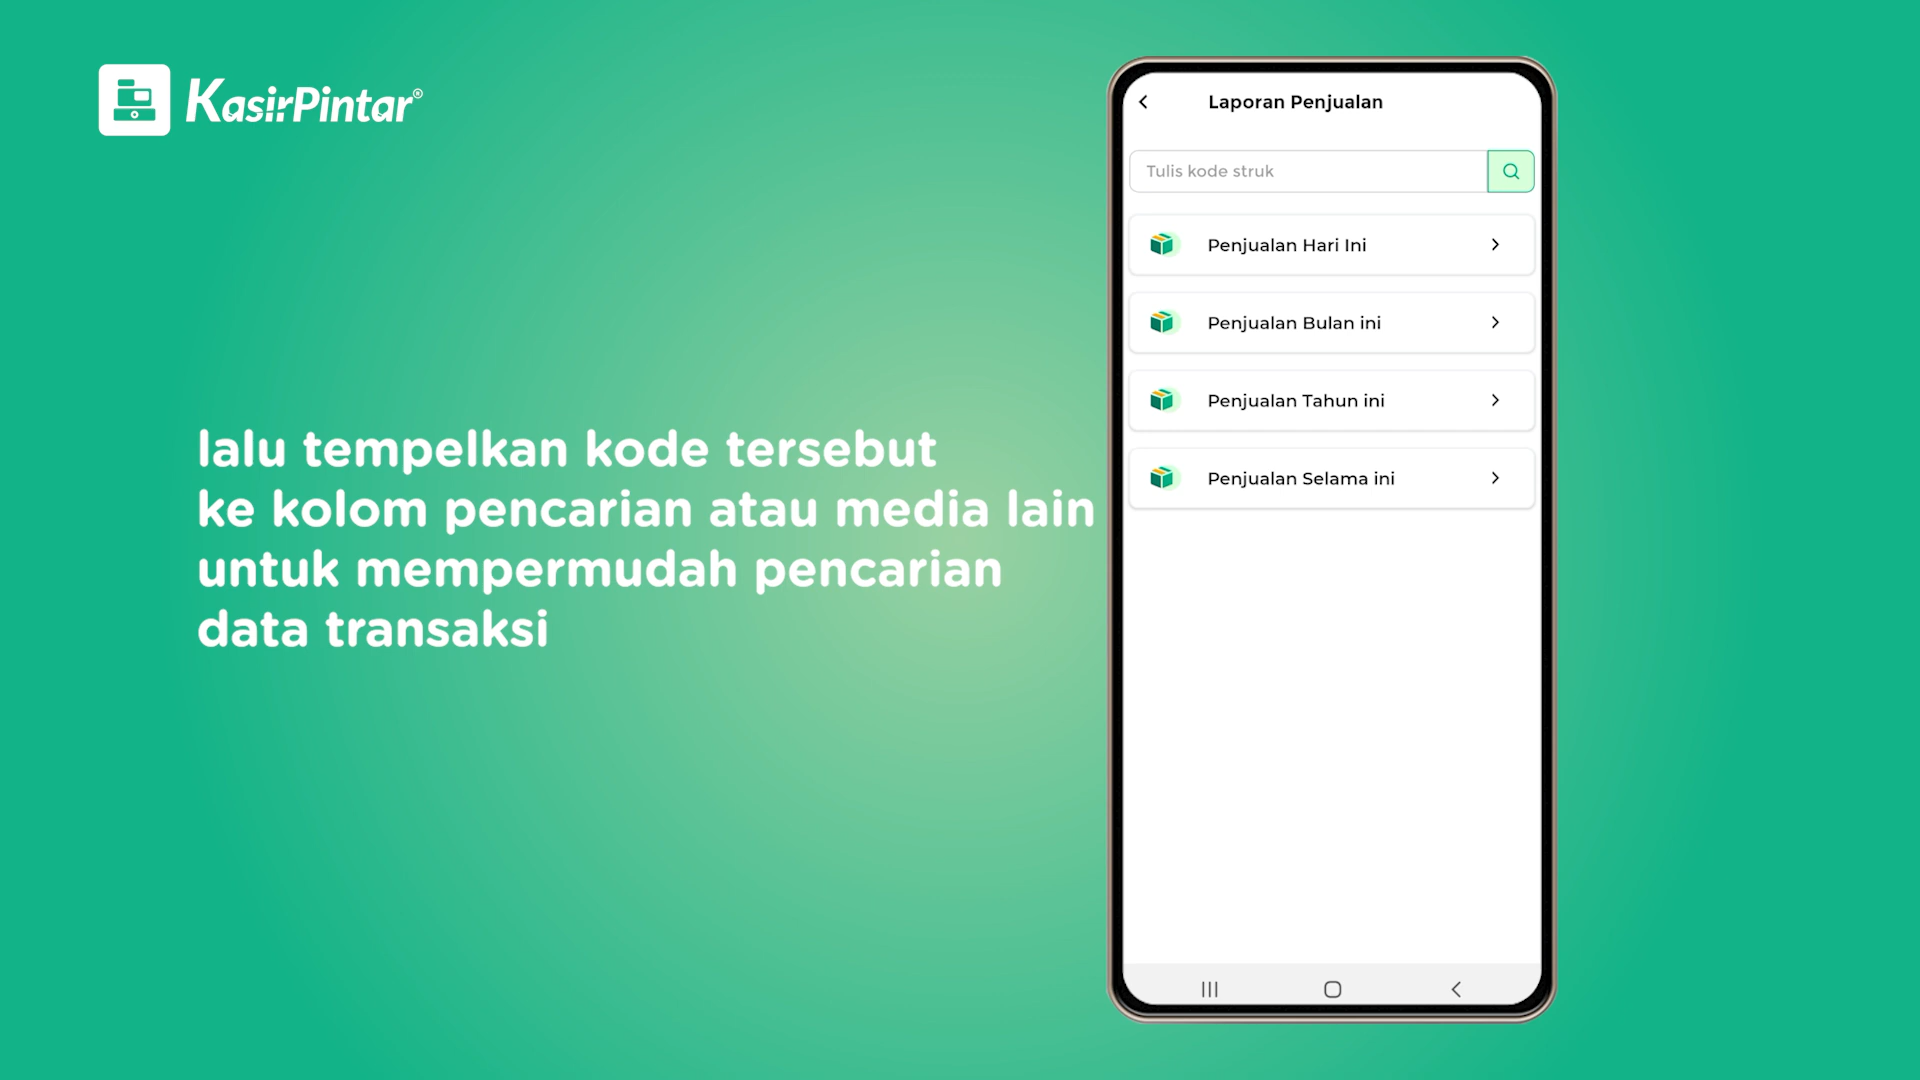 KasirPintar®
lalu tempelkan kode tersebut
ke kolom pencarian atau media lain
untuk mempermudah pencarian
data transaksi
Laporan Penjualan
Tulis kode struk
Penjualan Hari Ini
Penjualan Bulan ini
Penjualan Tahun ini
Penjualan Selama ini